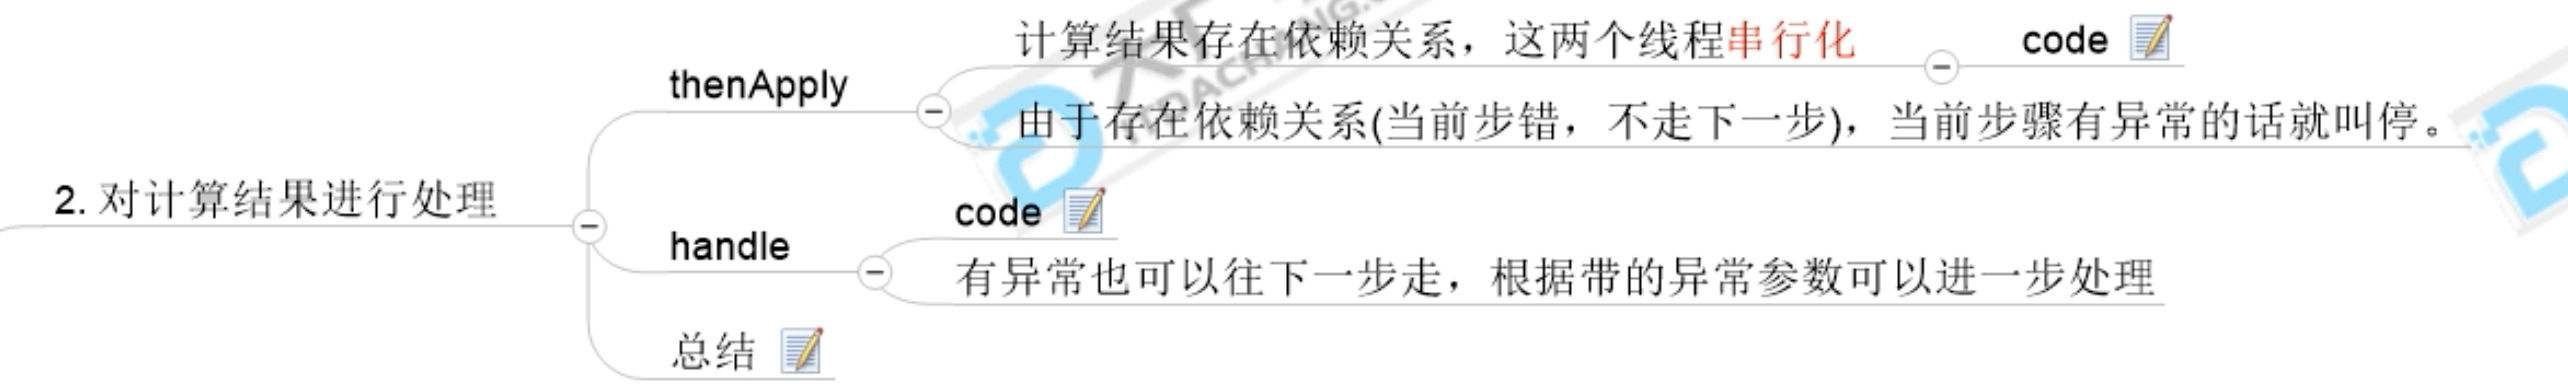 计算结果存在依赖关系，这两个线程串行化
code
thenApply
由于存在依赖关系(当前步错，不走下一步)，当前步骤有异常的话就叫停。
2. 对计算结果进行处理
code
handle
有异常也可以往下一步走，根据带的异常参数可以进一步处理
总结